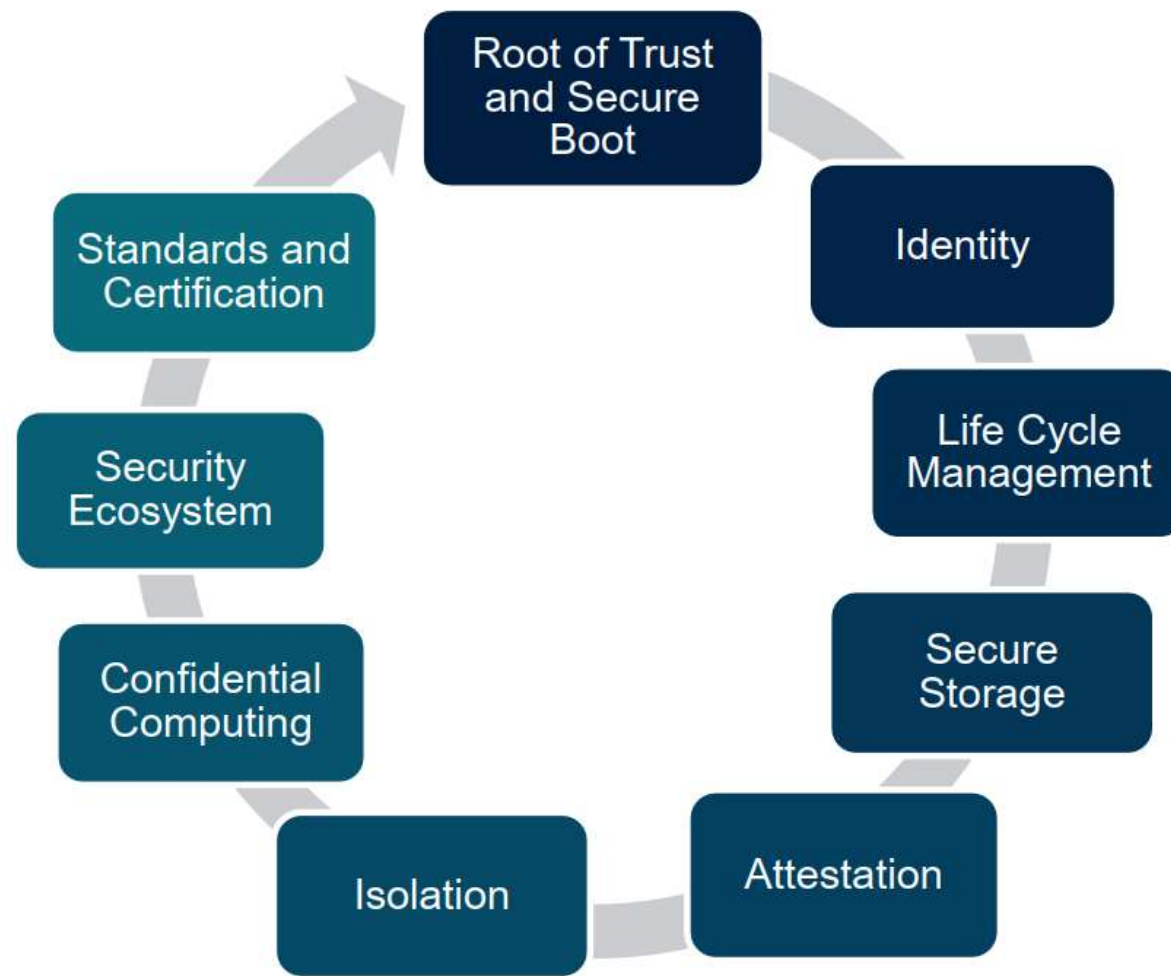 Root of Trust
and Secure
Boot
Identity
Life Cycle
Management
Secure
Storage
Attestation
Isolation
Confidential
Computing
Security
Ecosystem
Standards and
Certification